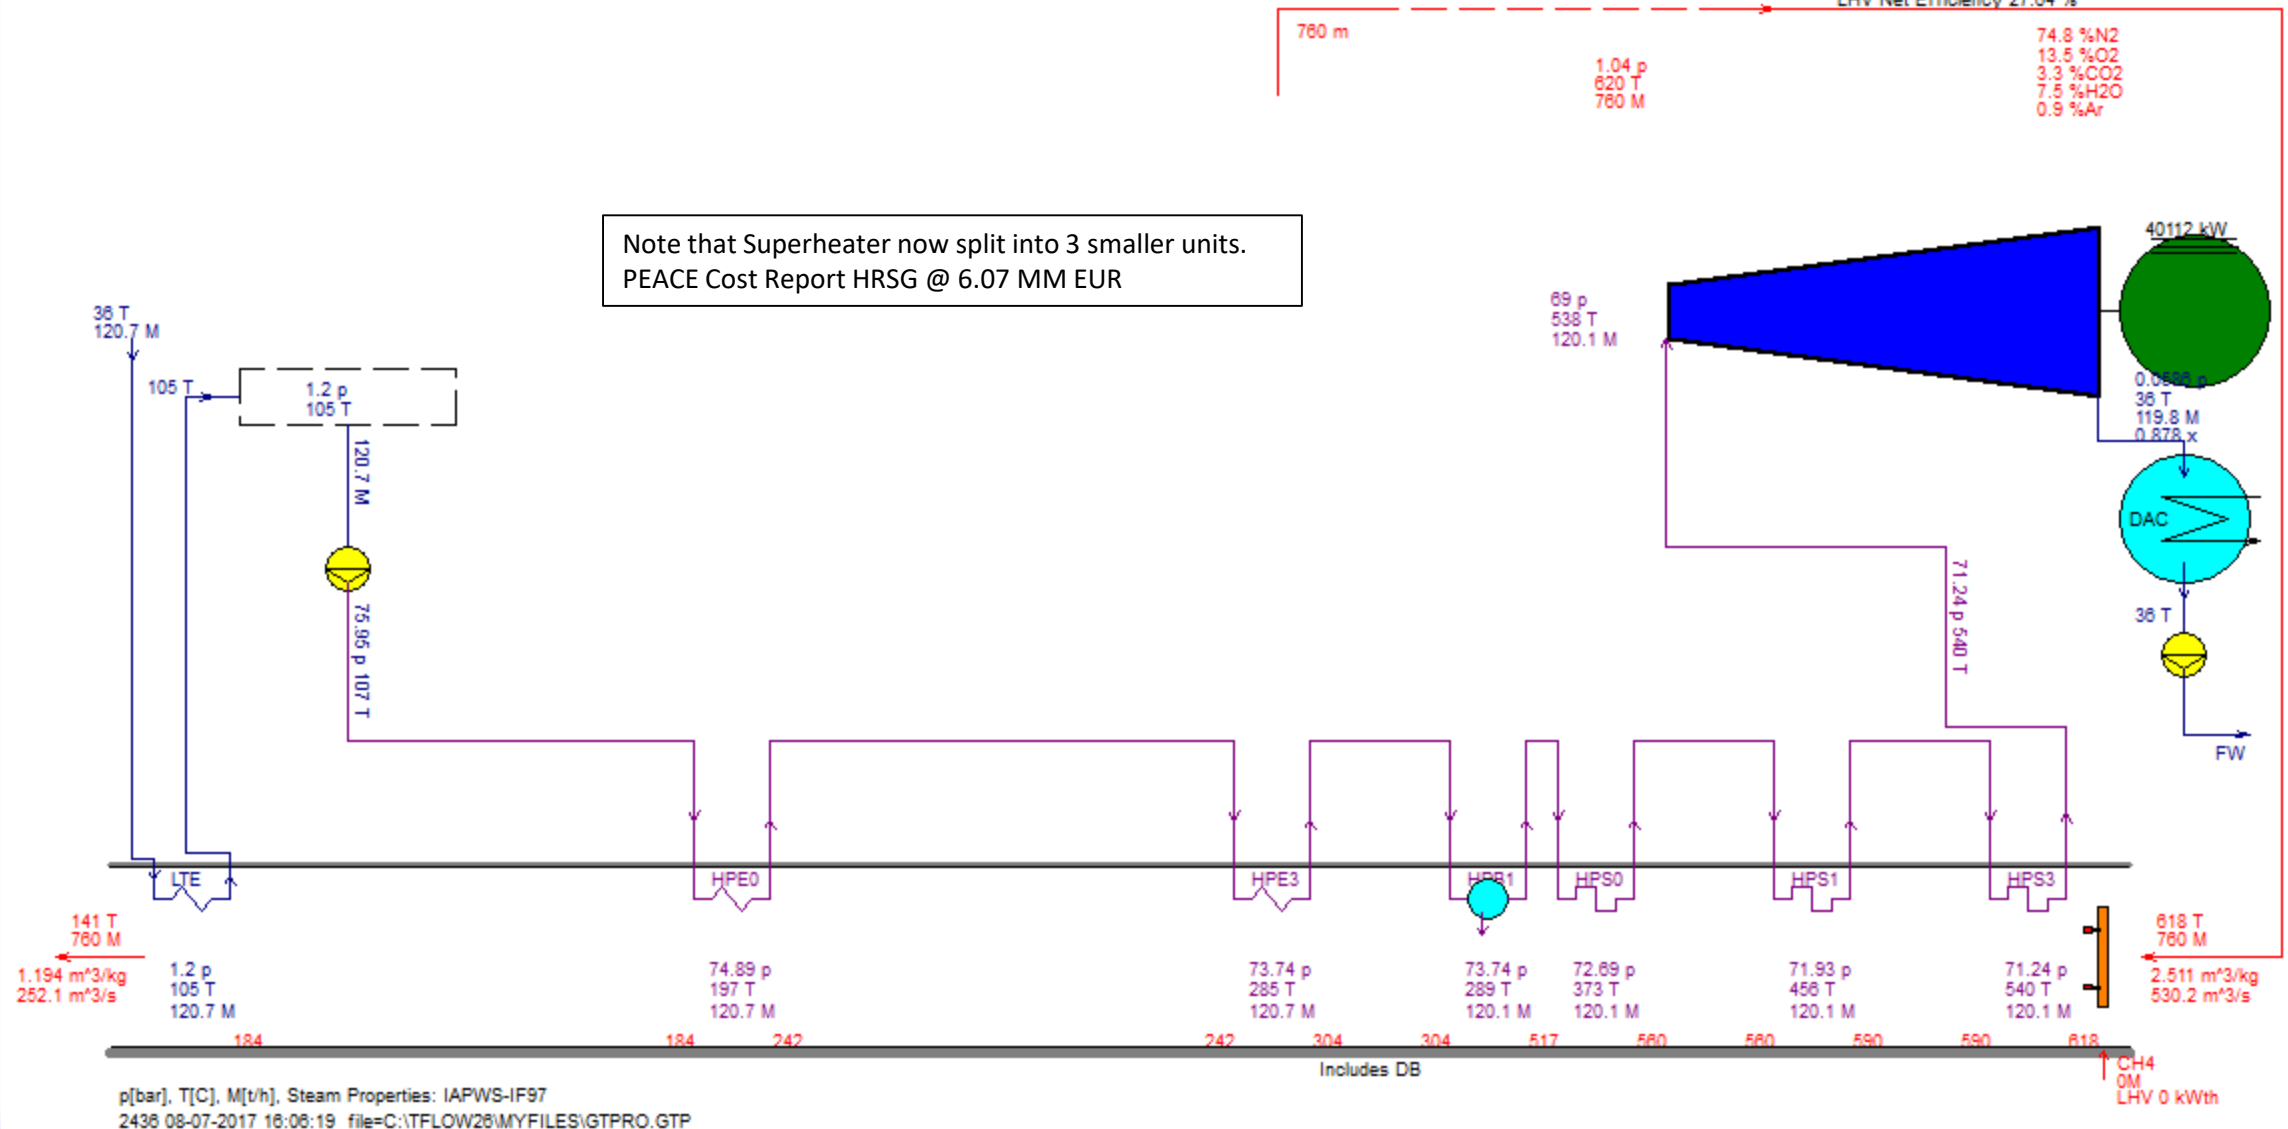 LHV Net Efficiency 27.64 %
760 m
74.8 %N2
13.5 %O2
3.3 %CO2
7.5 %H2O
0.9 %Ar
1.04 p
620 T
760 M
Note that Superheater now split into 3 smaller units.
PEACE Cost Report HRSG @ 6.07 MM EUR
40112 kW
36 T
120.7 M
69 p
538 T
120.1 M
105 T
1.2 p
105 T
0.0586 p
36 T
119.8 M
0.878 x
120.7 M
DAC
75.95 p 107 T
71.24 p 540 T
36 T
FW
LTE
HPE0
HPE3
HPB1
HPS0
HPS1
HPS3
141 T
760 M
1.194 m^3/kg
252.1 m^3/s
1.2 p
105 T
120.7 M
74.89 p
197 T
120.7 M
73.74 p
285 T
120.7 M
73.74 p
289 T
120.1 M
72.69 p
373 T
120.1 M
71.93 p
456 T
120.1 M
71.24 p
540 T
120.1 M
618 T
760 M
2.511 m^3/kg
530.2 m^3/s
184 184 242 242 304 304 517 560 560 590 590 618
Includes DB
CH4
0M
LHV 0 kWth
p[bar], T[C], M[t/h], Steam Properties: IAPWS-IF97
2436 08-07-2017 16:06:19 file=C:\TFLOW26\MYFILES\GTPRO.GTP